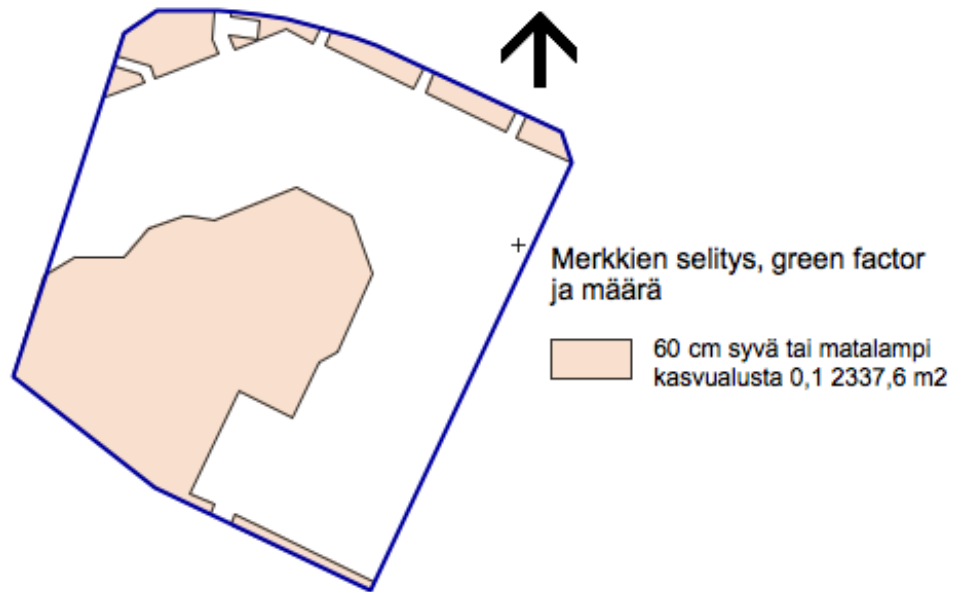 Merkkien selitys, green factor
ja määrä
60 cm syvä tai matalampi
kasvualusta 0,1 2337,6 m2